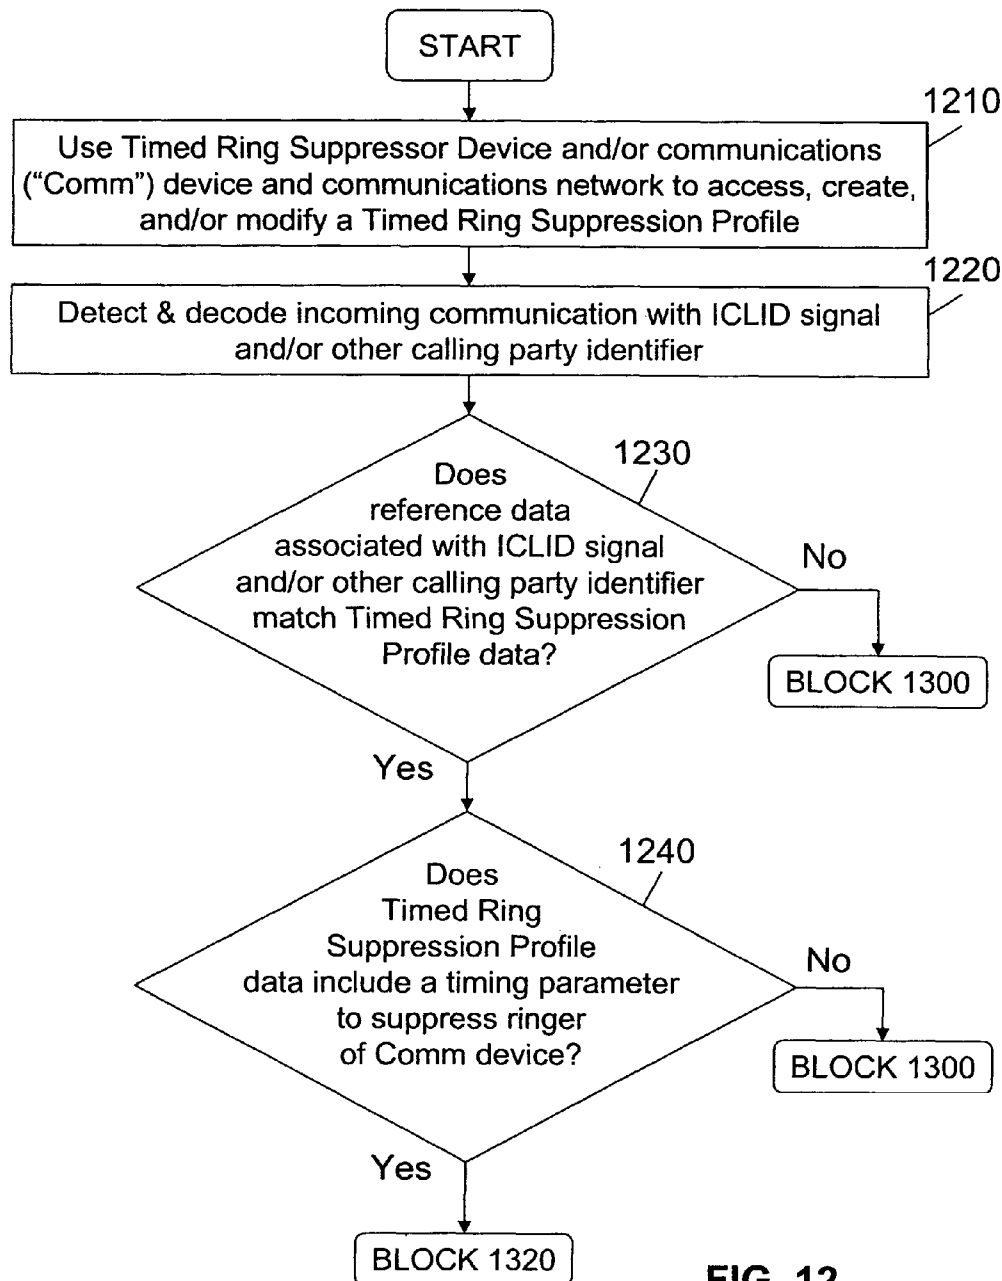 START
1210
Use Timed Ring Suppressor Device and/or communications
("Comm") device and communications network to access, create,
and/or modify a Timed Ring Suppression Profile
1220
Detect & decode incoming communication with ICLID signal
and/or other calling party identifier
1230
Does
reference data
associated with ICLID signal
and/or other calling party identifier
match Timed Ring Suppression
Profile data?
No
BLOCK 1300
Yes
1240
Does
Timed Ring
Suppression Profile
data include a timing parameter
to suppress ringer
of Comm device?
No
BLOCK 1300
Yes
BLOCK 1320
FIG. 12